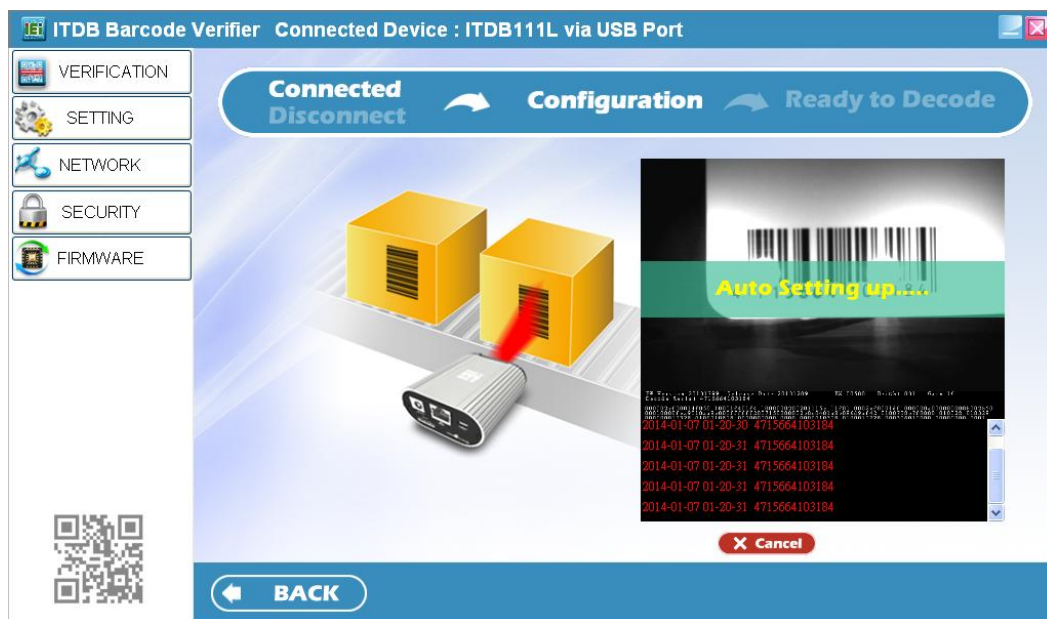 iEi ITDB Barcode Verifier Connected Device : ITDB111L via USB Port
VERIFICATION
SETTING
NETWORK
SECURITY
FIRMWARE
Connected
Disconnect
Configuration
Ready to Decode
Auto Setting up.....
2014-01-07 01-20-30 4715664103184
2014-01-07 01-20-31 4715664103184
2014-01-07 01-20-31 4715664103184
2014-01-07 01-20-31 4715664103184
2014-01-07 01-20-31 4715664103184
X Cancel
BACK